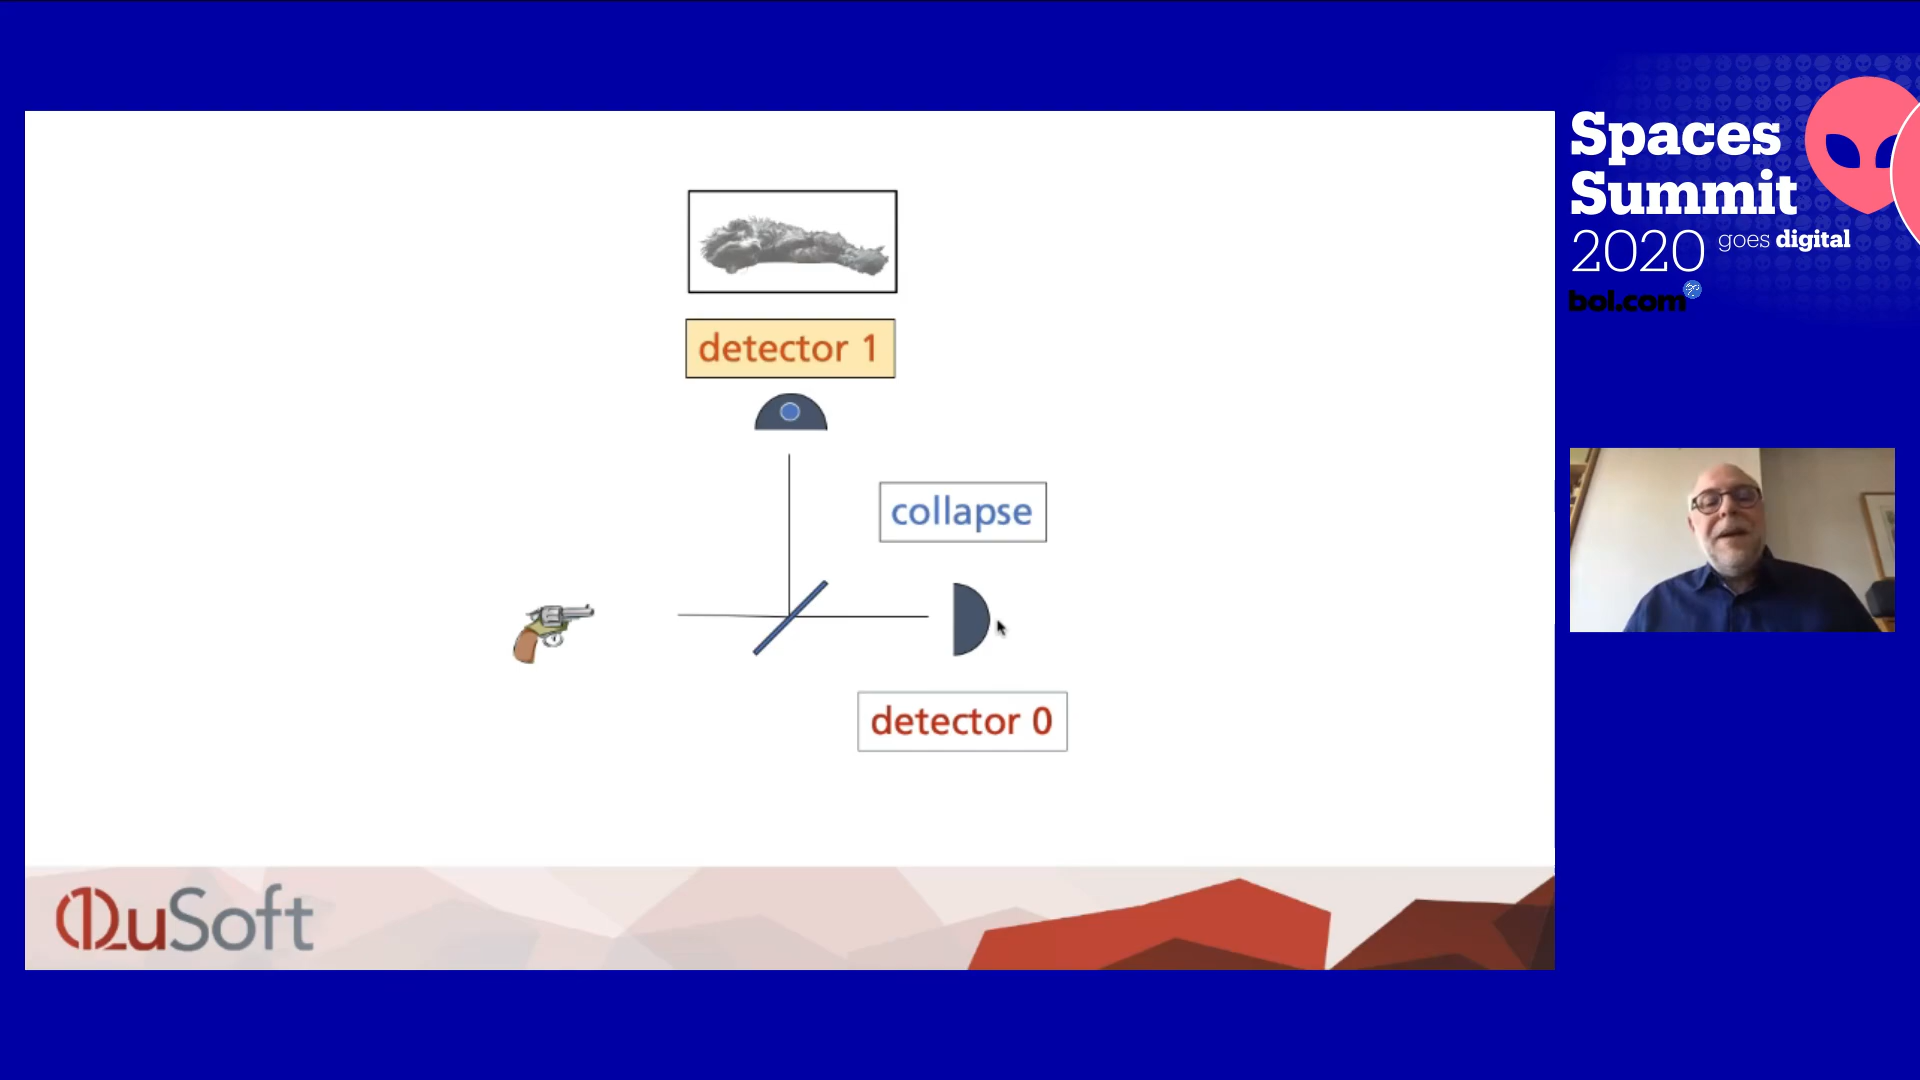 detector 1
collapse
detector 0
QuSoft
Spaces
Summit
2020 goes digital
bol.com